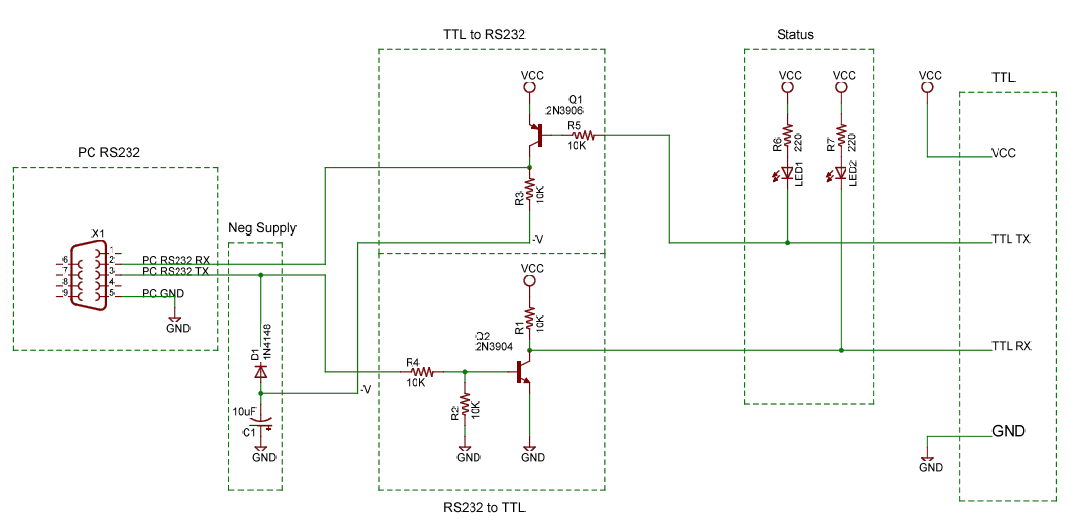 TTL to RS232
Status
VCC
Q1
2N3906
R5
10K
R3
10K
-V
VCC
VCC
R6
220
LED1
R7
220
LED2
VCC
TTL
VCC
TTL TX
TTL RX
GND
GND
PC RS232
X1
1
6
2
7
3
8
4
9
5
PC RS232 RX
PC RS232 TX
PC GND
GND
Neg Supply
D1
1N4148
-V
10uF
C1
GND
VCC
R1
10K
Q2
2N3904
R4
10K
R2
10K
GND
GND
RS232 to TTL